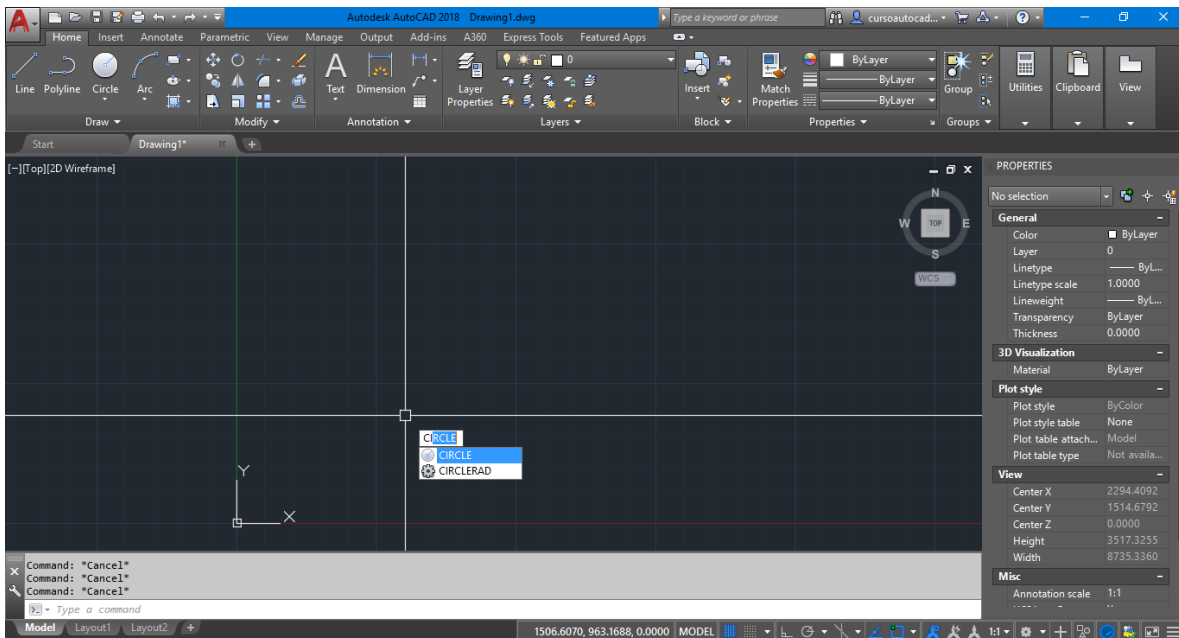 Autodesk AutoCAD 2018 Drawing1.dwg
Type a keyword or phrase
cursoautocad...
Home Insert Annotate Parametric View Manage Output Add-ins A360 Express Tools Featured Apps
Line Polyline Circle Arc
Text Dimension
Layer Properties
0
Insert
Match Properties
ByLayer
ByLayer
ByLayer
Group
Utilities Clipboard View
Draw Modify Annotation Layers Block Properties Groups
Start Drawing1* +
[−][Top][2D Wireframe]
N
W TOP E
S
WCS
CIRCLE
CIRCLE
CIRCLERAD
Y
X
PROPERTIES
No selection
General
Color ByLayer
Layer 0
Linetype ByL...
Linetype scale 1.0000
Lineweight ByL...
Transparency ByLayer
Thickness 0.0000
3D Visualization
Material ByLayer
Plot style
Plot style ByColor
Plot style table None
Plot table attach... Model
Plot table type Not availa...
View
Center X 2294.4092
Center Y 1514.6792
Center Z 0.0000
Height 3517.3255
Width 8735.3360
Misc
Annotation scale 1:1
Command: *Cancel*
Command: *Cancel*
Command: *Cancel*
Type a command
Model Layout1 Layout2 +
1506.6070, 963.1688, 0.0000 MODEL 1:1